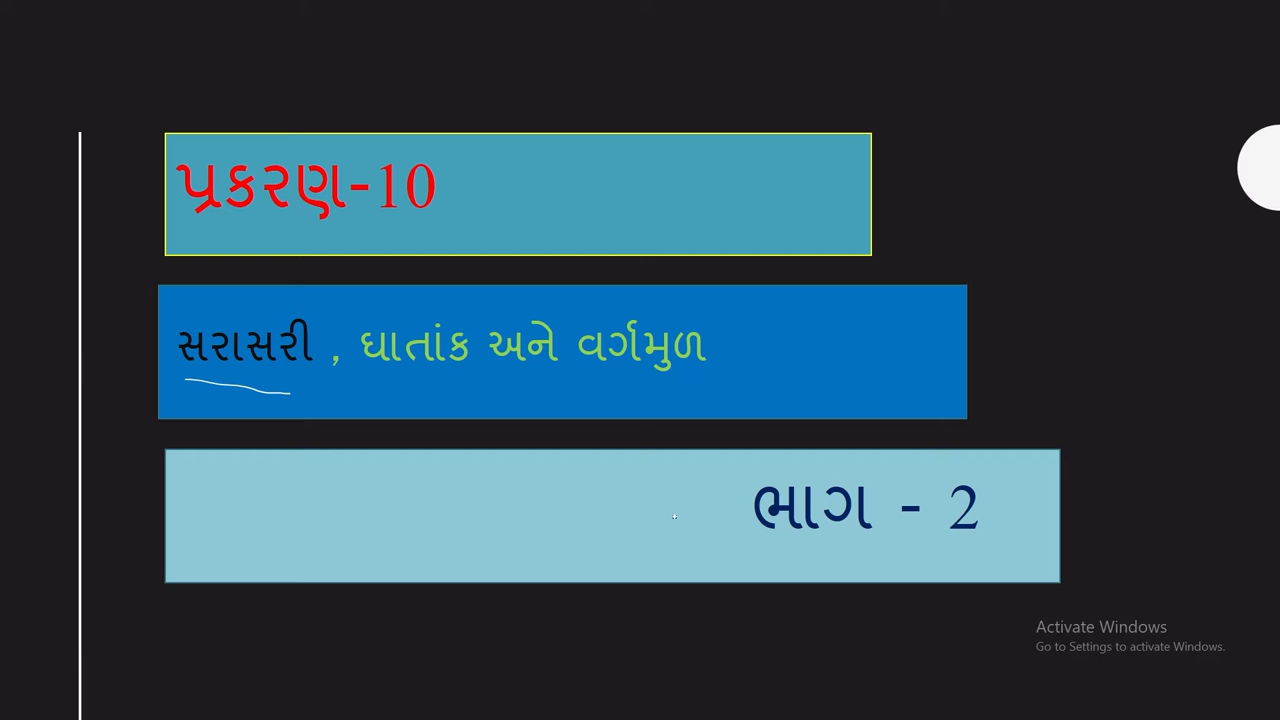 પ્રકરણ-10
સરાસરી , ઘાતાંક અને વર્ગમુળ
ભાગ - 2
Activate Windows
Go to Settings to activate Windows.